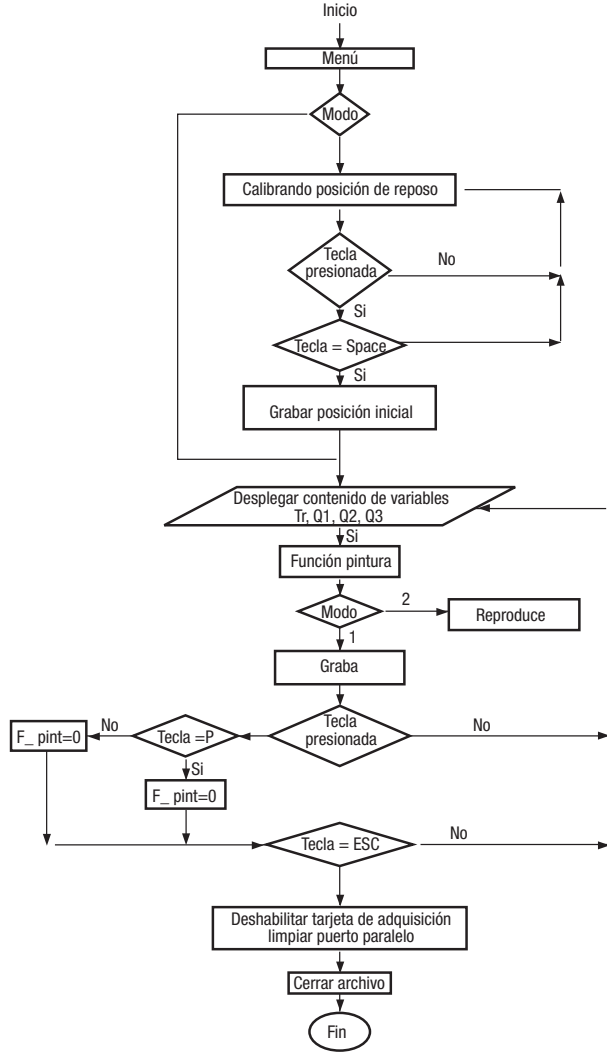 Inicio
Menú
Modo
Calibrando posición de reposo
Tecla
presionada
No
Si
Tecla = Space
Si
Grabar posición inicial
Desplegar contenido de variables
Tr, Q1, Q2, Q3
Si
Función pintura
Modo
2
Reproduce
1
Graba
Tecla
presionada
No
Tecla =P
No
F_ pint=0
Si
F_ pint=0
Tecla = ESC
No
Deshabilitar tarjeta de adquisición
limpiar puerto paralelo
Cerrar archivo
Fin